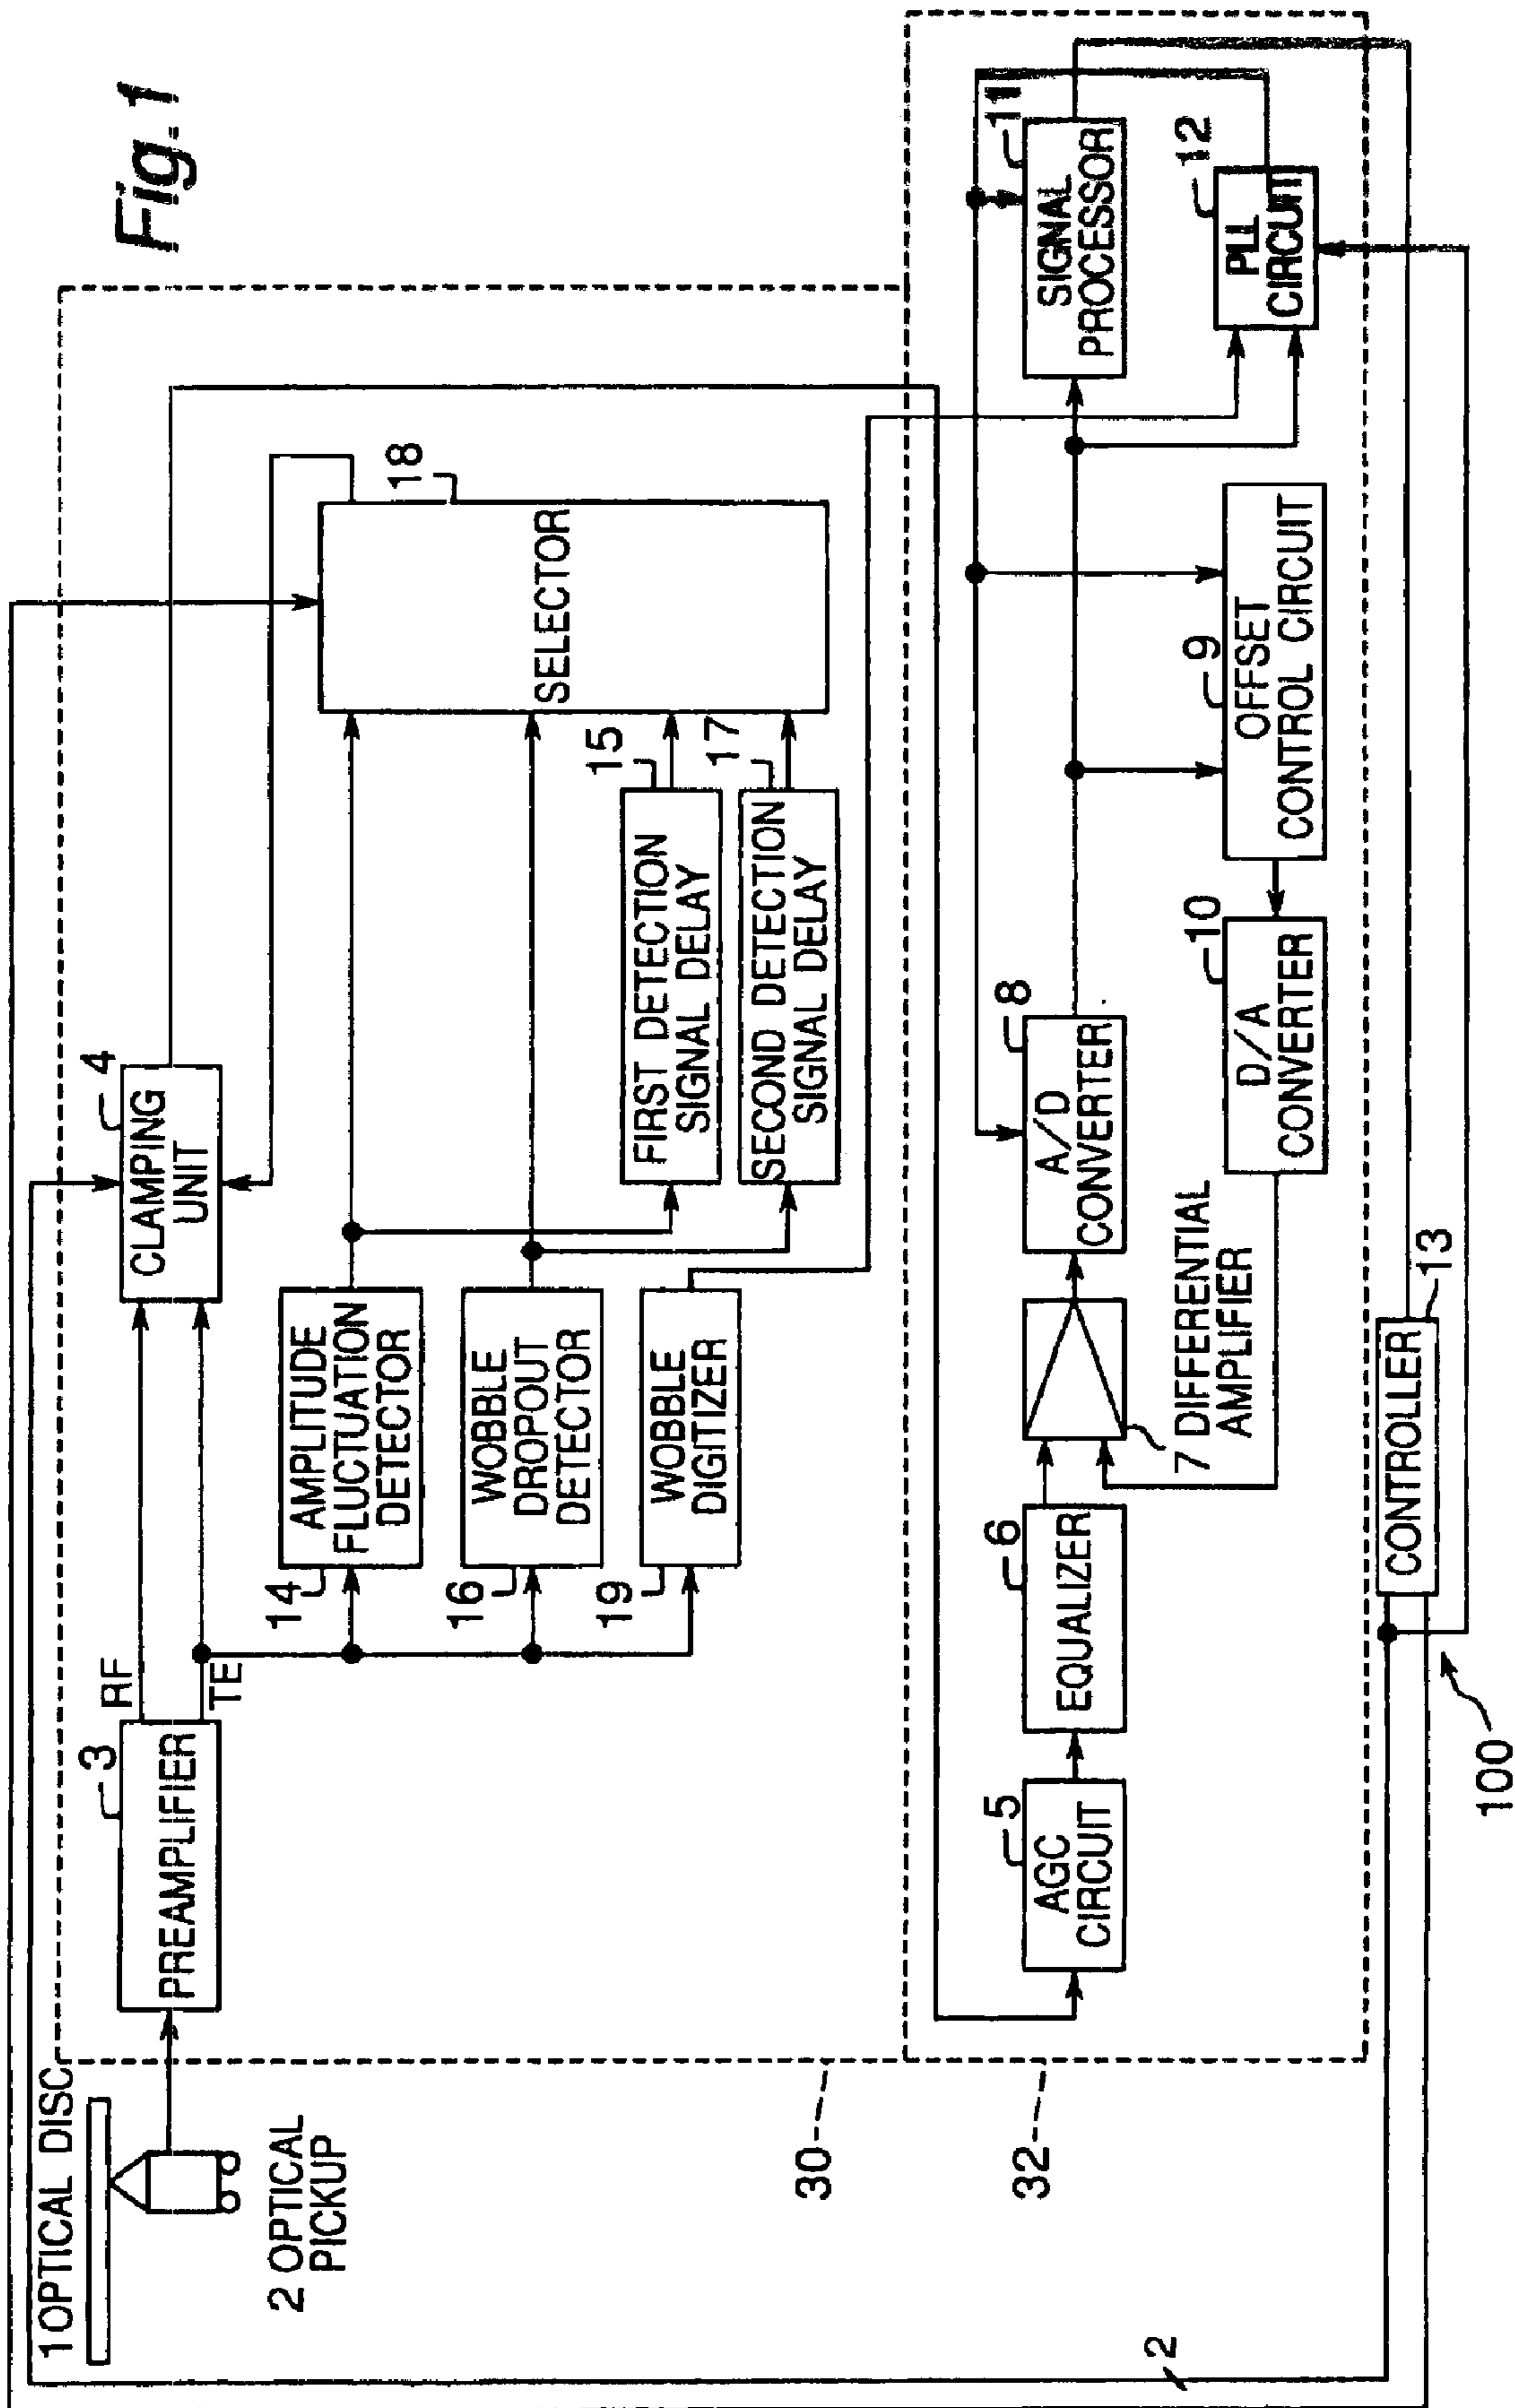 Fig.1
1 OPTICAL DISC
2 OPTICAL
PICKUP
3
PREAMPLIFIER
RF
TE
4
CLAMPING
UNIT
14
AMPLITUDE
FLUCTUATION
DETECTOR
16
WOBBLE
DROPOUT
DETECTOR
19
WOBBLE
DIGITIZER
15
FIRST DETECTION
SIGNAL DELAY
17
SECOND DETECTION
SIGNAL DELAY
18
SELECTOR
30
32
5
AGC
CIRCUIT
6
EQUALIZER
7 DIFFERENTIAL
AMPLIFIER
8
A/D
CONVERTER
9
OFFSET
CONTROL CIRCUIT
10
D/A
CONVERTER
11
SIGNAL
PROCESSOR
12
PLL
CIRCUIT
13
CONTROLLER
2
100